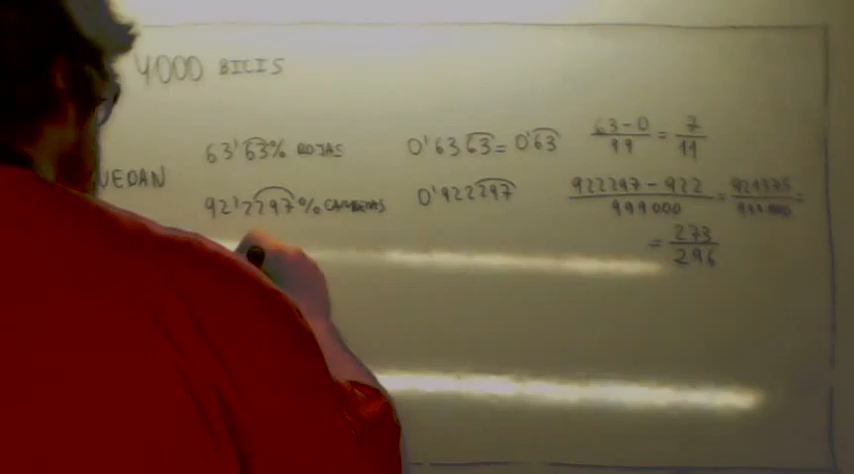 4000 BICIS
63'63% ROJAS 0'6363 = 0'63 63-0/99 = 7/11
UEDAN
92'2297% 0'922297 922297-922/999000 = 921375/999000 =
= 273/296